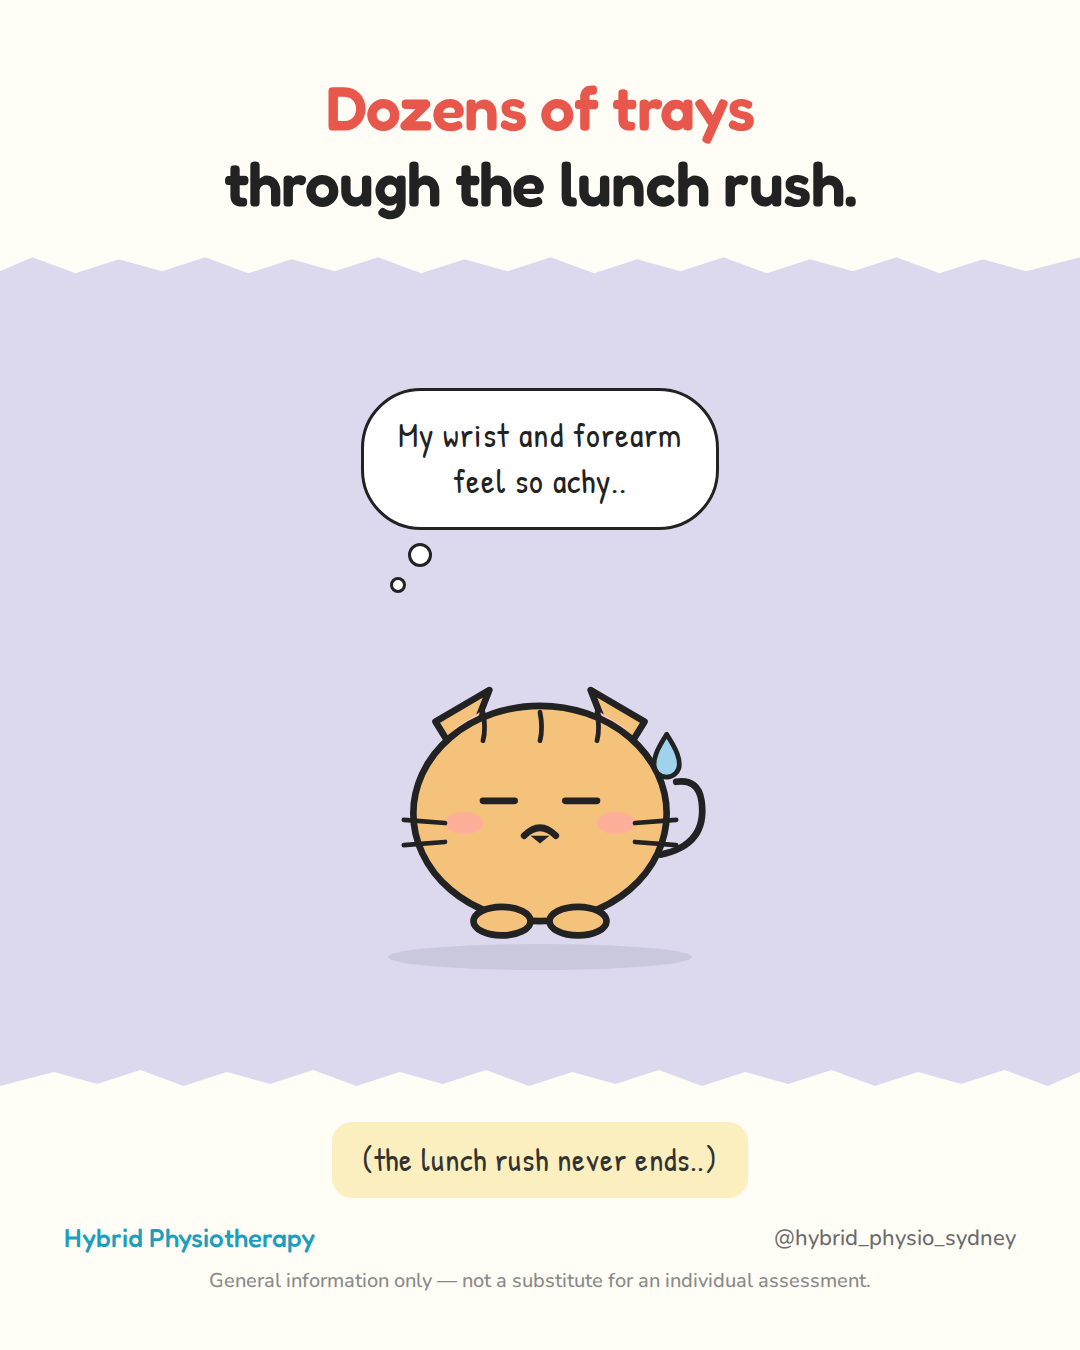 Dozens of trays
through the lunch rush.
My wrist and forearm
feel so achy..
(the lunch rush never ends..)
Hybrid Physiotherapy
@hybrid_physio_sydney
General information only — not a substitute for an individual assessment.